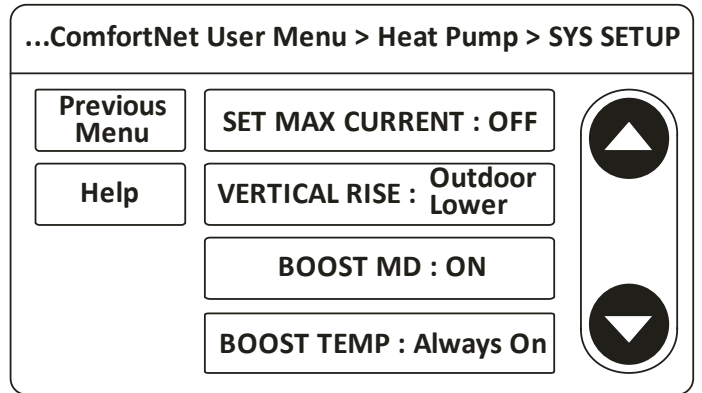 ...ComfortNet User Menu > Heat Pump > SYS SETUP
Previous
Menu
SET MAX CURRENT : OFF
Help
VERTICAL RISE : Outdoor
Lower
BOOST MD : ON
BOOST TEMP : Always On